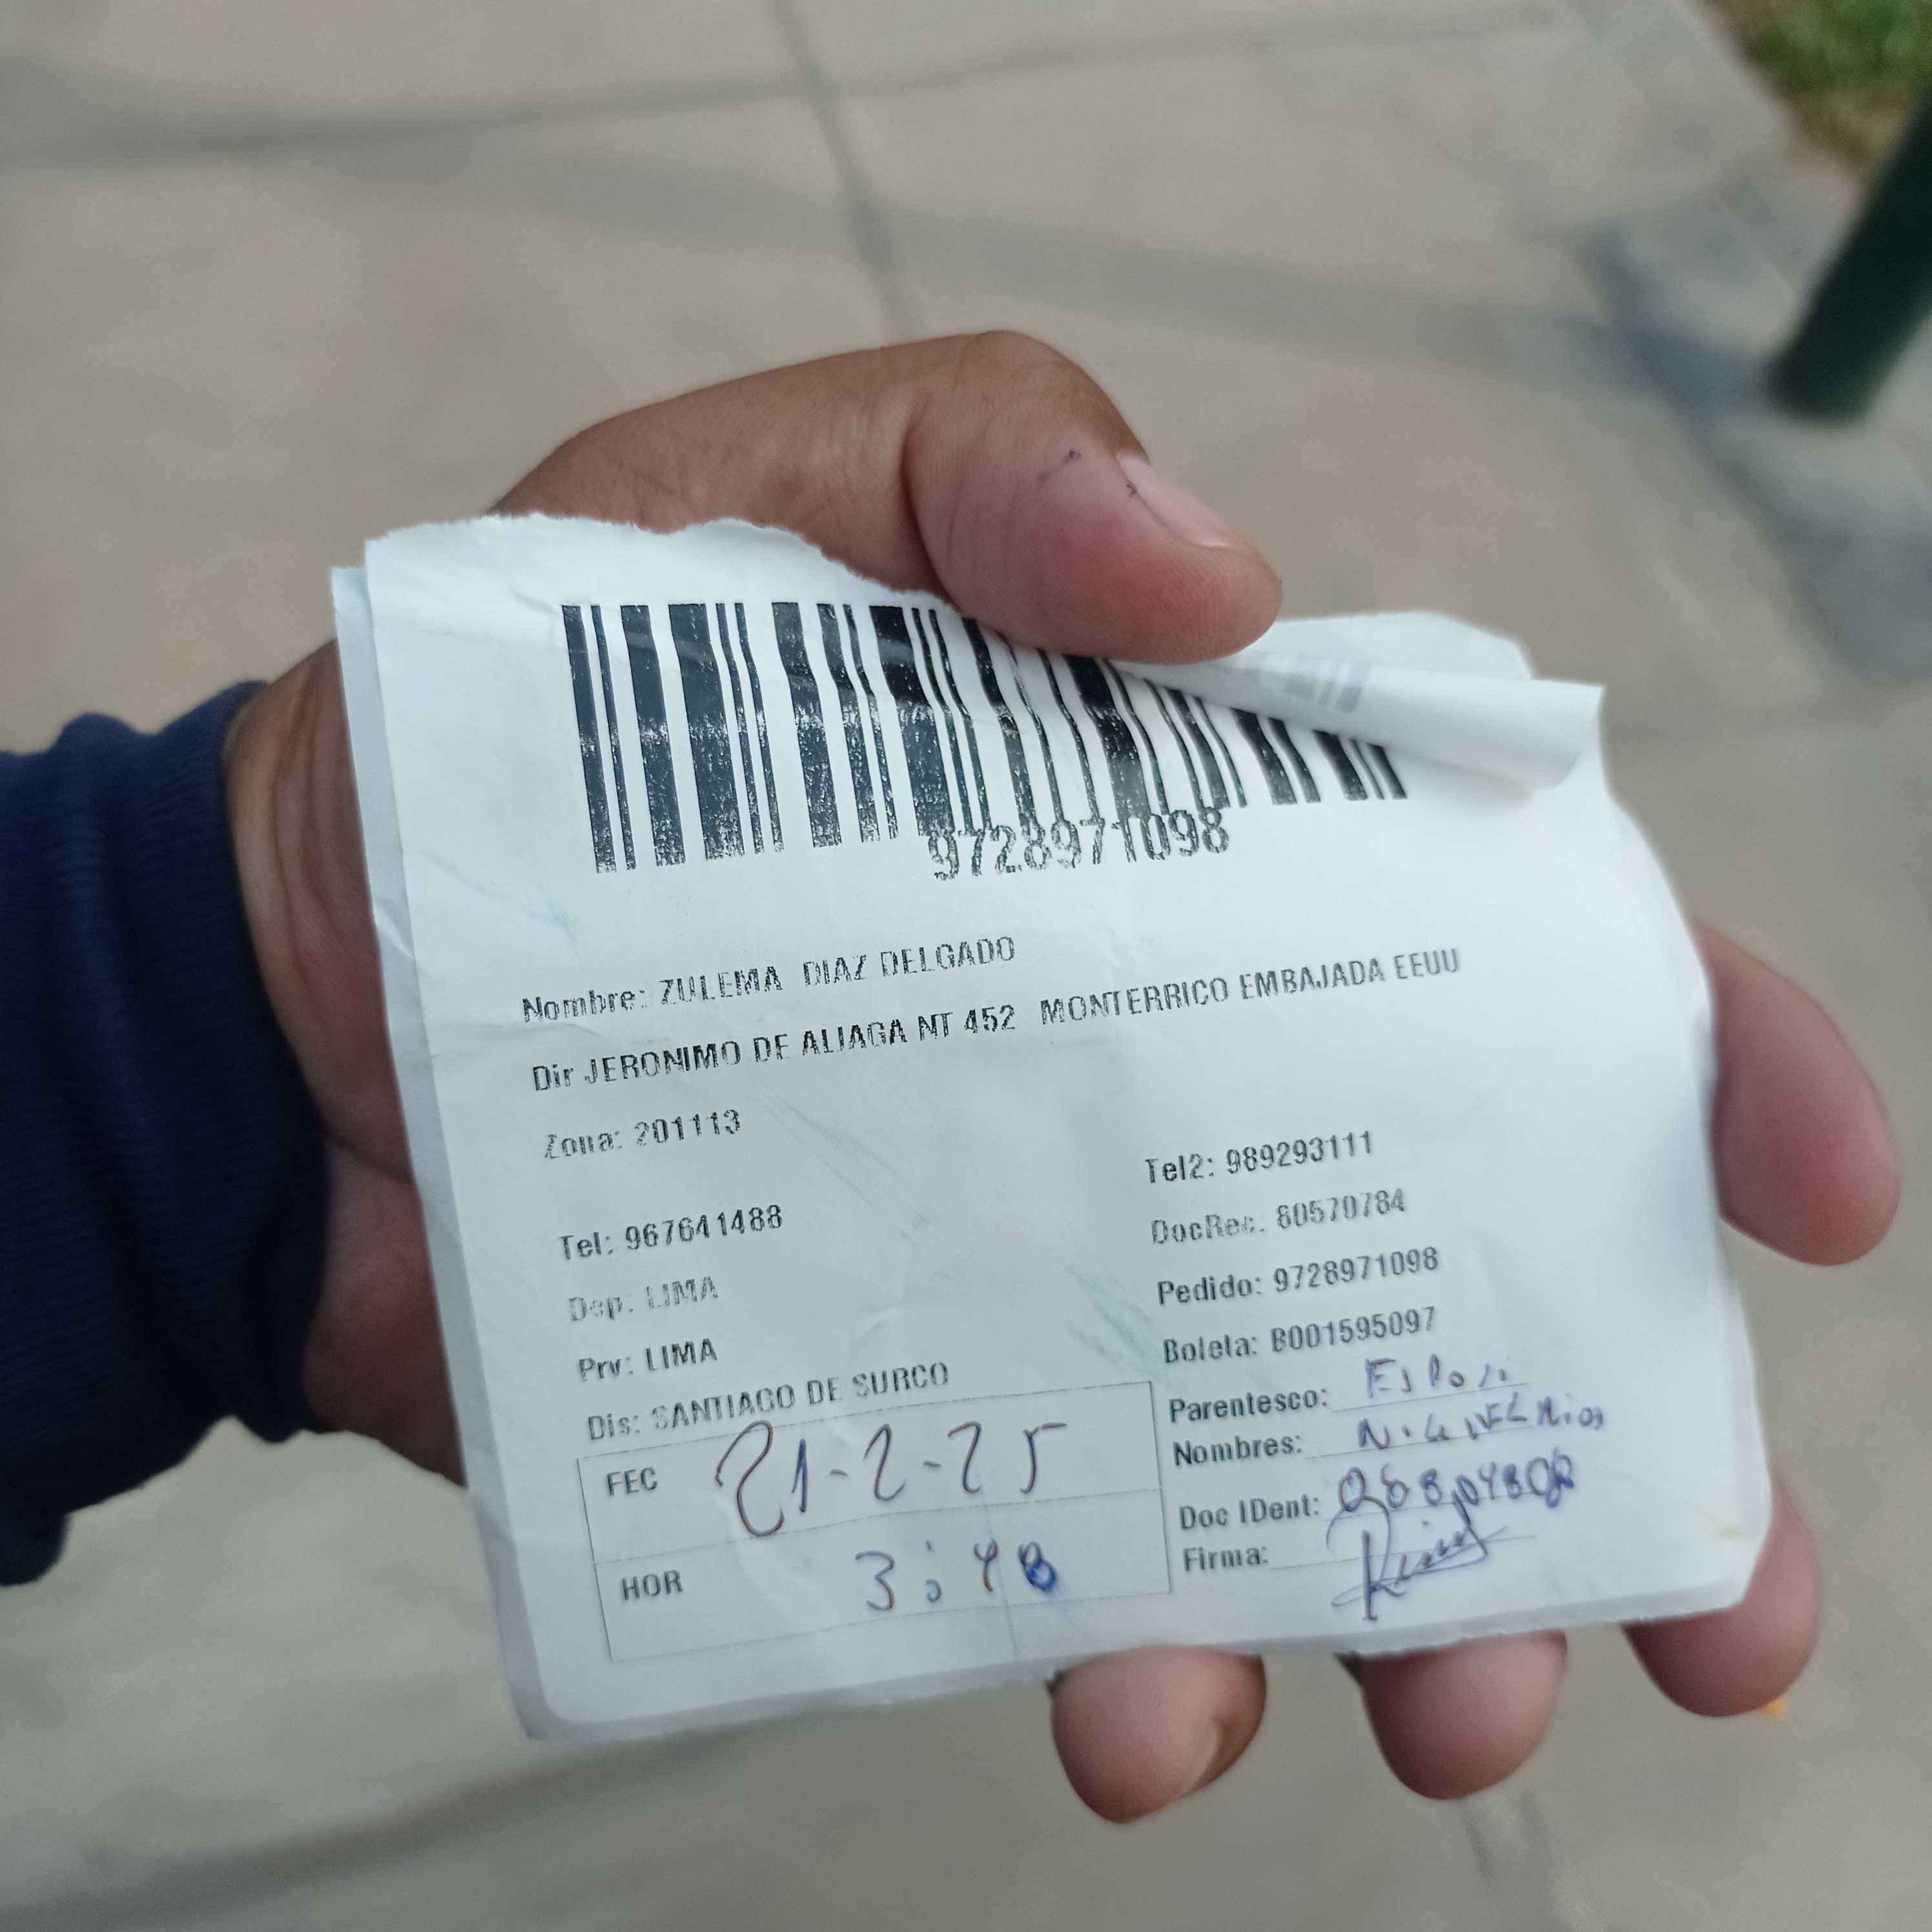 9728971098
Nombre: ZULEMA DIAZ DELGADO
Dir JERONIMO DE ALIAGA NT 452 MONTERRICO EMBAJADA EEUU
Zona: 201113
Tel: 967641488
Tel2: 989293111
DocRec. 80570784
Dep: LIMA
Pedido: 9728971098
Prv: LIMA
Boleta: B001595097
Dis: SANTIAGO DE SURCO
Parentesco:
FEC 21-2-25
Nombres:
Doc IDent:
HOR 3:48
Firma: